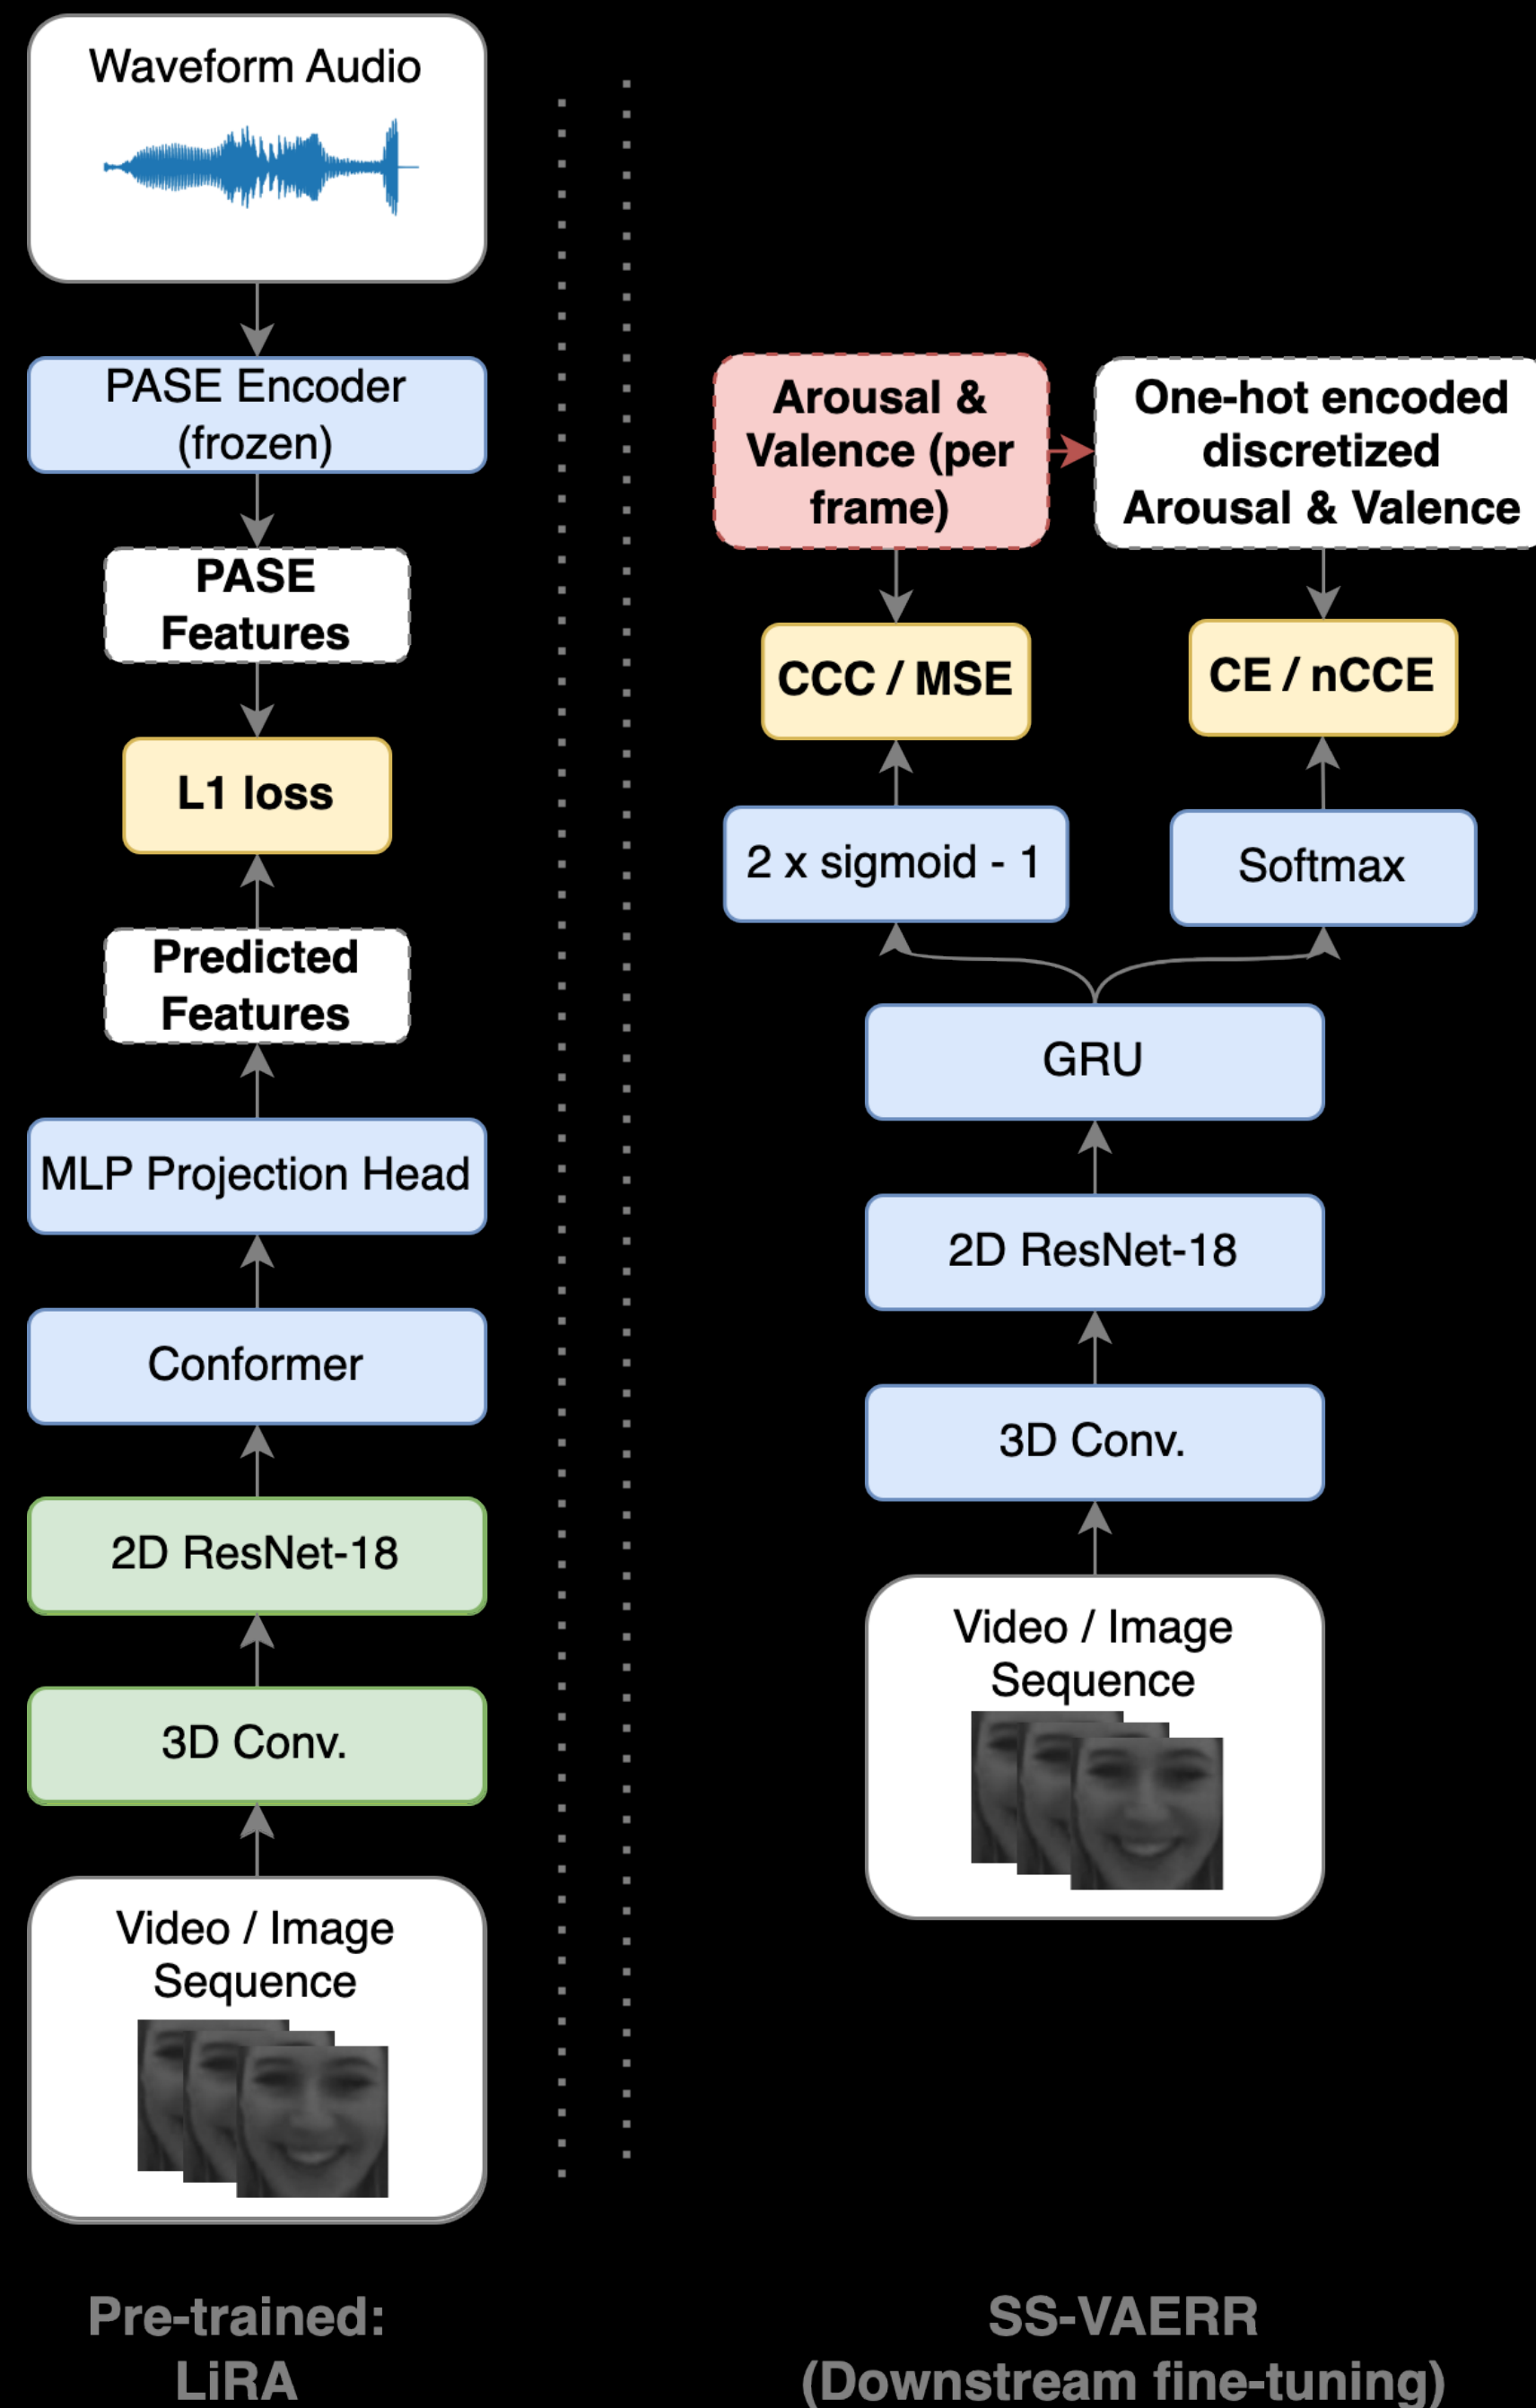 Waveform Audio
PASE Encoder
(frozen)
PASE
Features
L1 loss
Predicted
Features
MLP Projection Head
Conformer
2D ResNet-18
3D Conv.
Video / Image
Sequence
Pre-trained:
LiRA
Arousal &
Valence (per
frame)
One-hot encoded
discretized
Arousal & Valence
CCC / MSE
CE / nCCE
2 x sigmoid - 1
Softmax
GRU
2D ResNet-18
3D Conv.
Video / Image
Sequence
SS-VAERR
(Downstream fine-tuning)